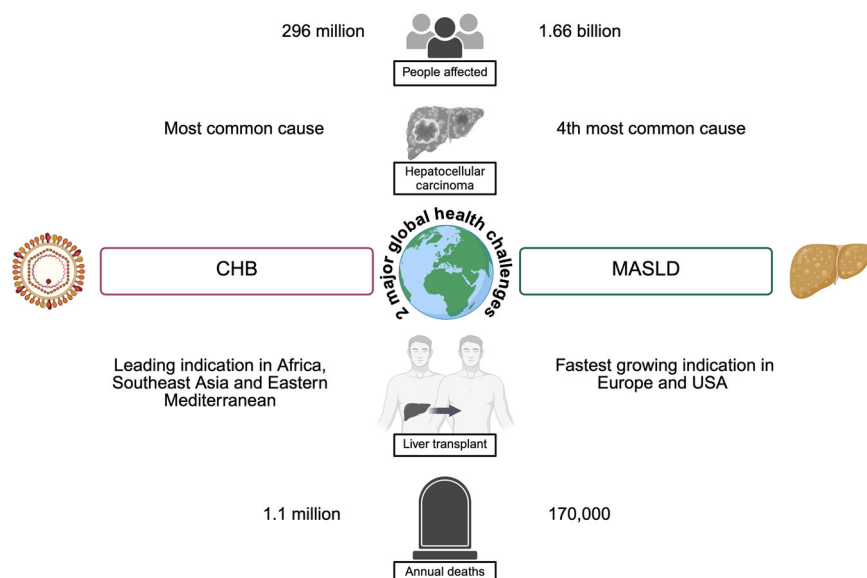 296 million
1.66 billion
People affected
Most common cause
4th most common cause
Hepatocellular
carcinoma
2 major global health challenges
CHB
MASLD
Leading indication in Africa,
Southeast Asia and Eastern
Mediterranean
Fastest growing indication in
Europe and USA
Liver transplant
1.1 million
170,000
Annual deaths